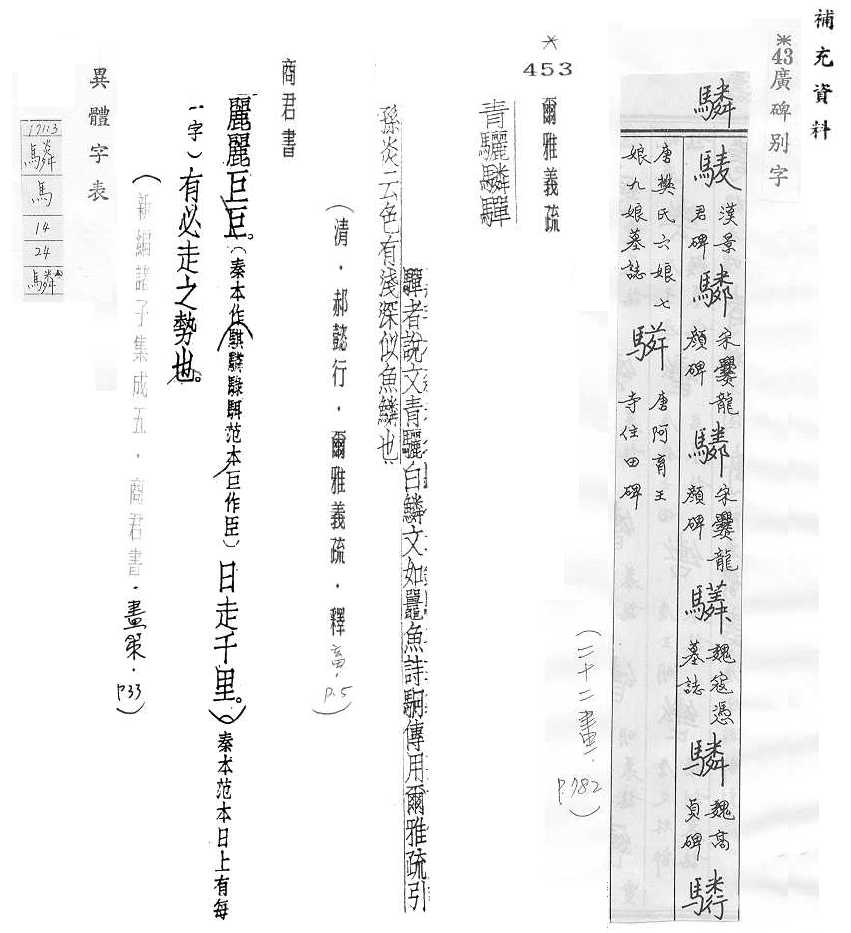 補充資料
*43廣碑別字
驎
漢景君碑
宋爨龍顏碑
宋爨龍顏碑
魏寇憑墓誌
驎 魏高貞碑
唐樊氏六娘七娘九娘墓誌
唐阿育王寺住田碑
(二十二畫.P.782)
*
453
爾雅義疏
青驪驎驒
驒者說文青驪白鱗文如鼉魚詩駉傳用爾雅疏引
孫炎云色有淺深似魚鱗也
(清.郝懿行.爾雅義疏.釋畜.P.5)
商君書
麗麗巨巨。(秦本作騏驎騄駬范本巨作臣)日走千里。(秦本范本日上有每
一字)有必走之勢也。
(新編諸子集成五.商君書.畫策.P33)
異體字表
17113
驎
馬
14
24
驎